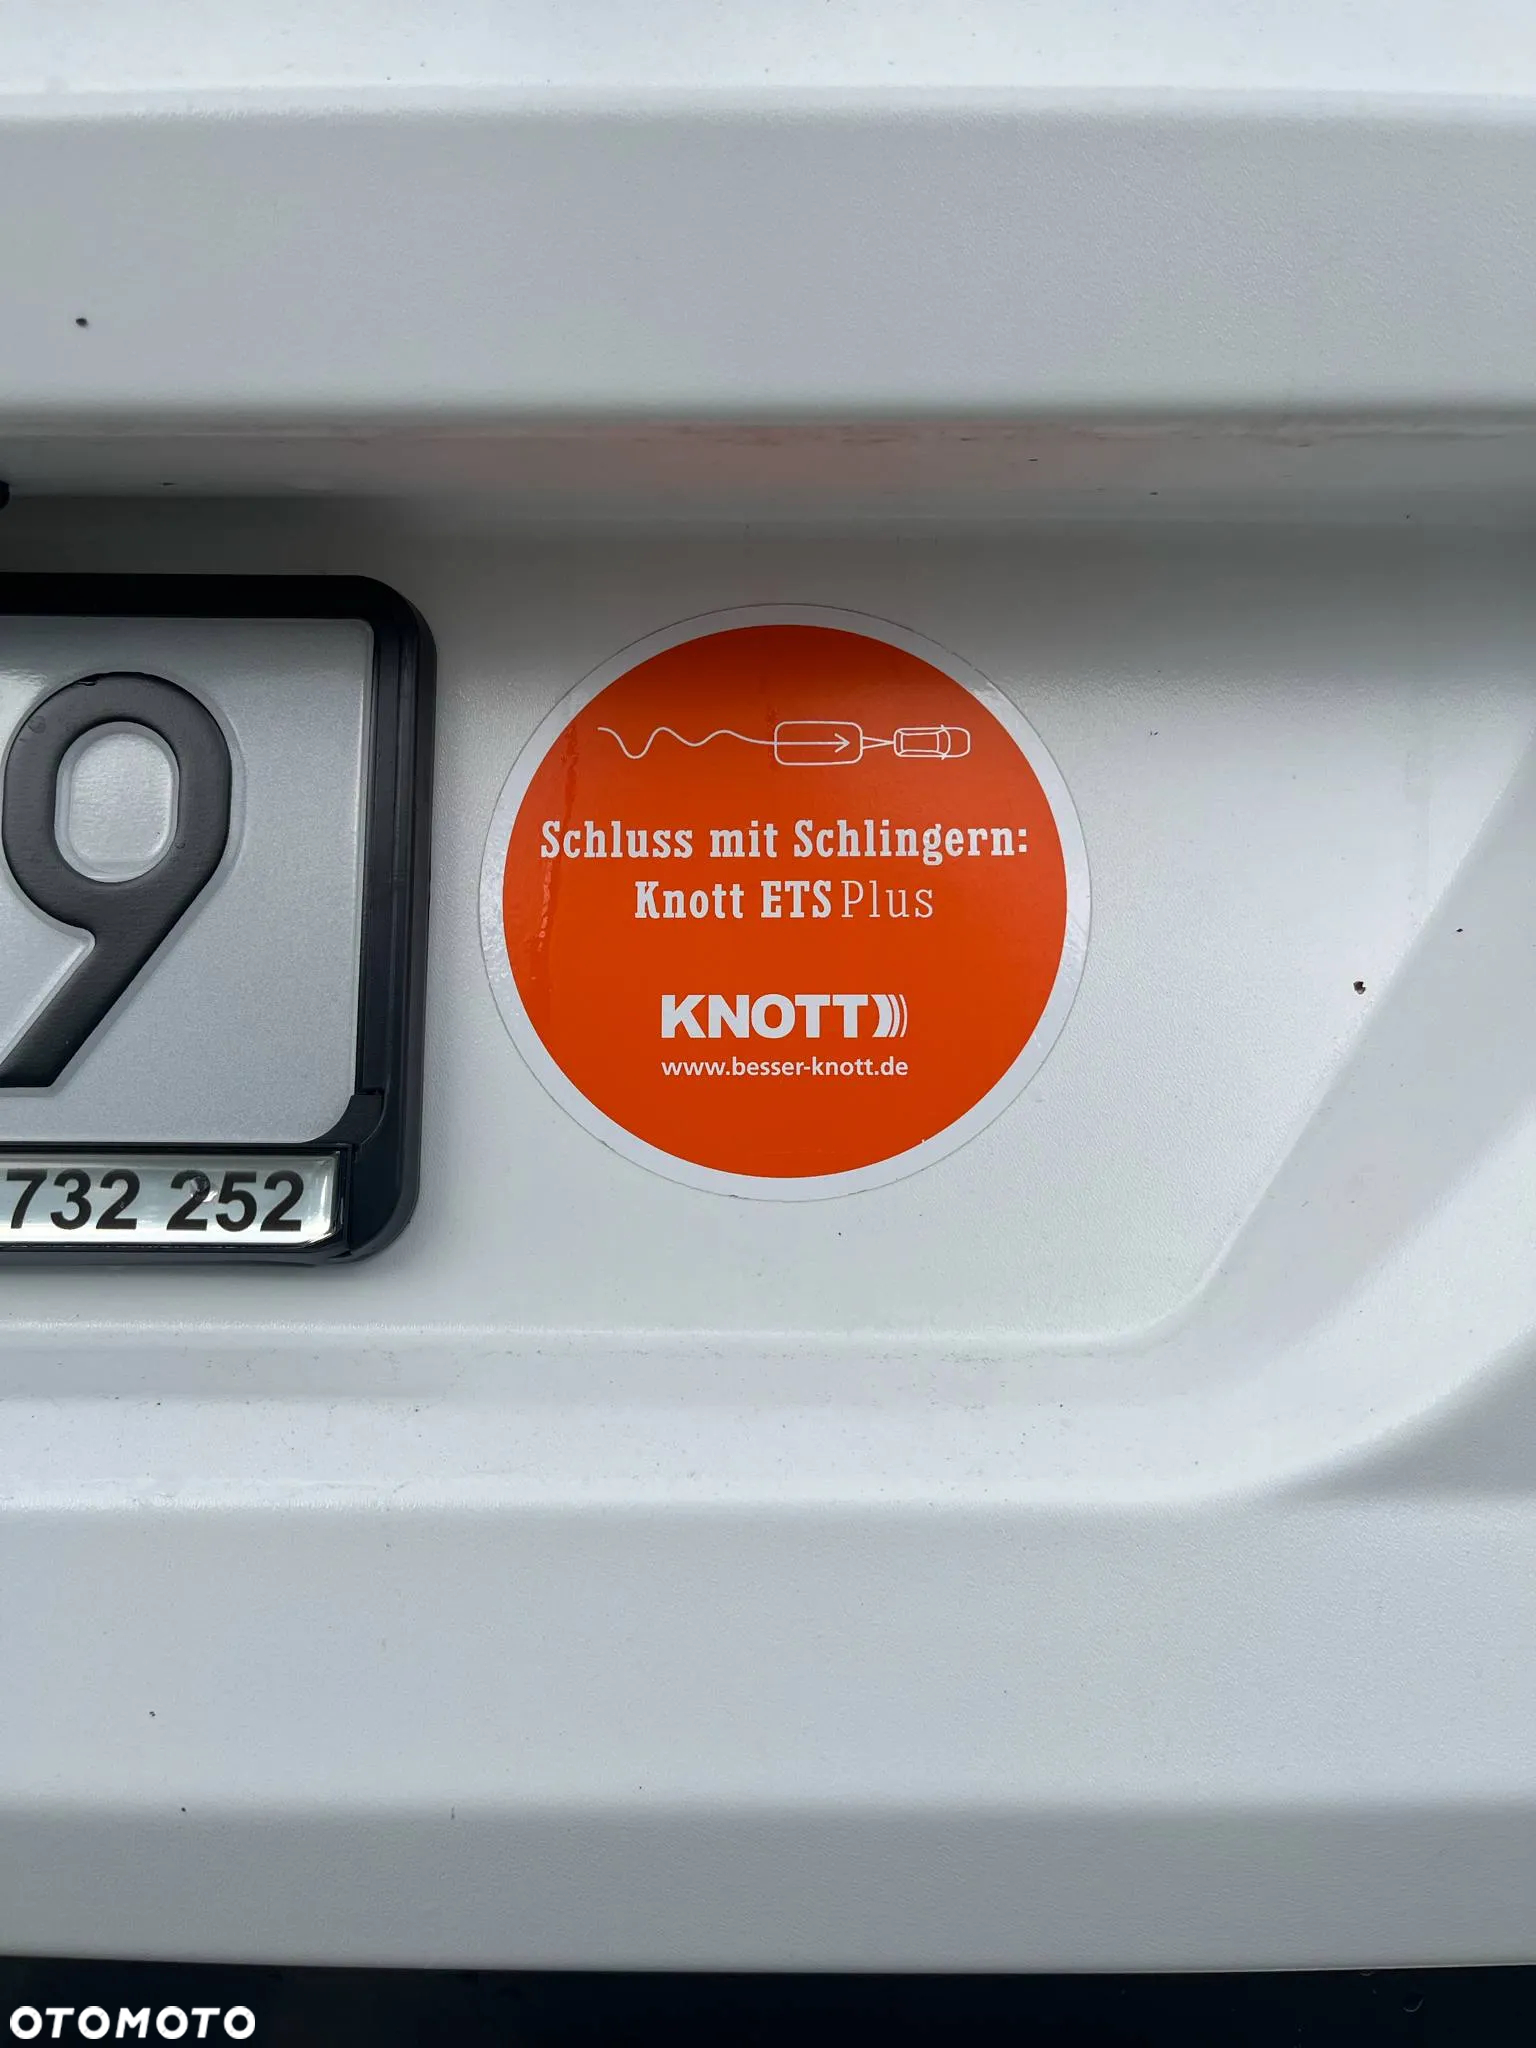 9
732 252
Schluss mit Schlingern:
Knott ETS Plus
KNOTT
www.besser-knott.de
OTOMOTO